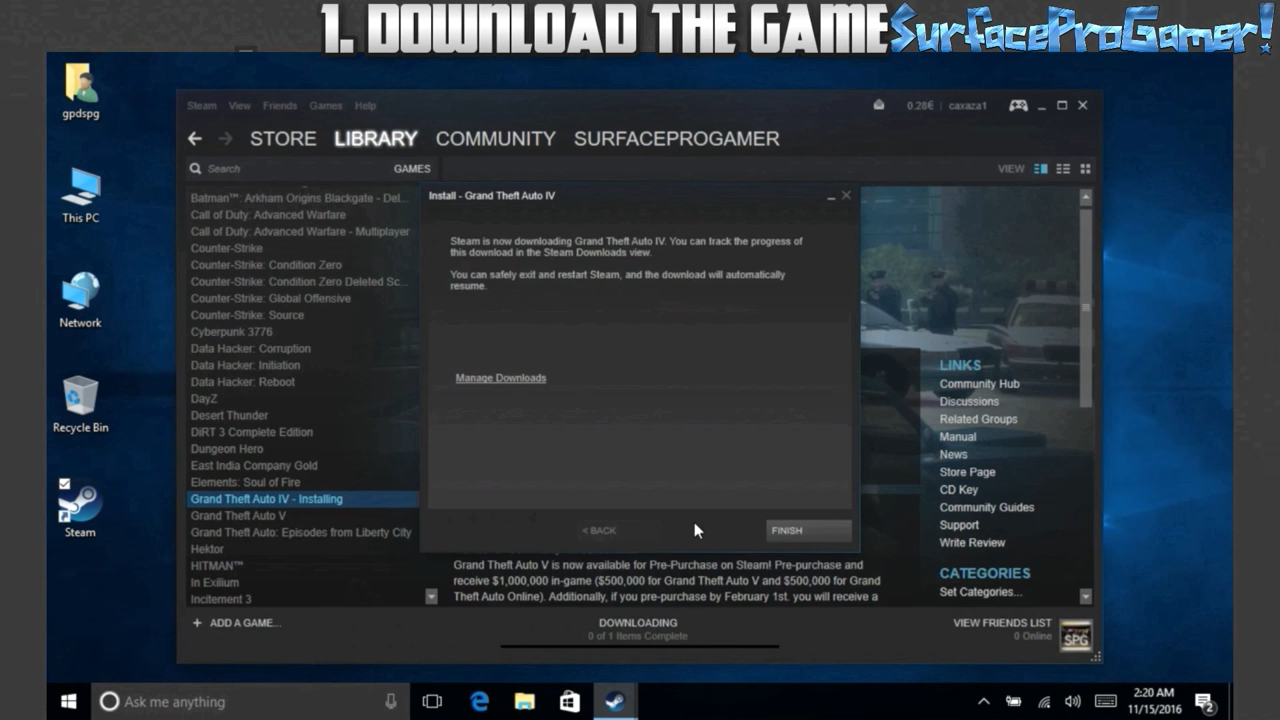 1. DOWNLOAD THE GAME
SurfaceProGamer!
gpdspg
This PC
Network
Recycle Bin
Steam
Steam View Friends Games Help
0.28€ | caxaza1
STORE LIBRARY COMMUNITY SURFACEPROGAMER
Search
GAMES
VIEW
Batman™: Arkham Origins Blackgate - Del...
Call of Duty: Advanced Warfare
Call of Duty: Advanced Warfare - Multiplayer
Counter-Strike
Counter-Strike: Condition Zero
Counter-Strike: Condition Zero Deleted Sc...
Counter-Strike: Global Offensive
Counter-Strike: Source
Cyberpunk 3776
Data Hacker: Corruption
Data Hacker: Initiation
Data Hacker: Reboot
DayZ
Desert Thunder
DiRT 3 Complete Edition
Dungeon Hero
East India Company Gold
Elements: Soul of Fire
Grand Theft Auto IV - Installing
Grand Theft Auto V
Grand Theft Auto: Episodes from Liberty City
Hektor
HITMAN™
In Exilium
Incitement 3
Install - Grand Theft Auto IV
Steam is now downloading Grand Theft Auto IV. You can track the progress of
this download in the Steam Downloads view.
You can safely exit and restart Steam, and the download will automatically
resume.
Manage Downloads
< BACK
FINISH
Grand Theft Auto V is now available for Pre-Purchase on Steam! Pre-purchase and
receive $1,000,000 in-game ($500,000 for Grand Theft Auto V and $500,000 for
Grand Theft Auto Online). Additionally, if you pre-purchase by February 1st. you will receive a
LINKS
Community Hub
Discussions
Related Groups
Manual
News
Store Page
CD Key
Community Guides
Support
Write Review
CATEGORIES
Set Categories...
+ ADD A GAME...
DOWNLOADING
0 of 1 Items Complete
VIEW FRIENDS LIST
0 Online
SPG
Ask me anything
2:20 AM
11/15/2016
2